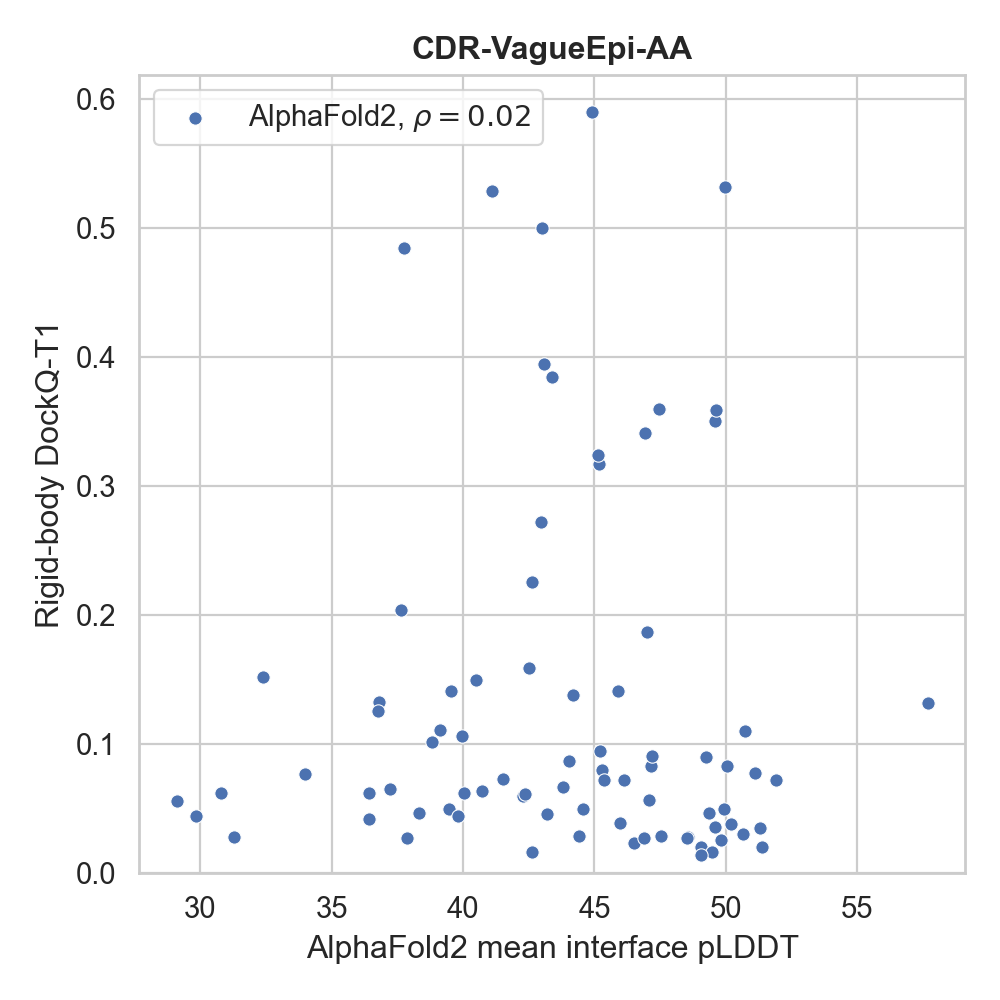 CDR-VagueEpi-AA
AlphaFold2, ρ = 0.02
Rigid-body DockQ-T1
0.6
0.5
0.4
0.3
0.2
0.1
0.0
30 35 40 45 50 55
AlphaFold2 mean interface pLDDT